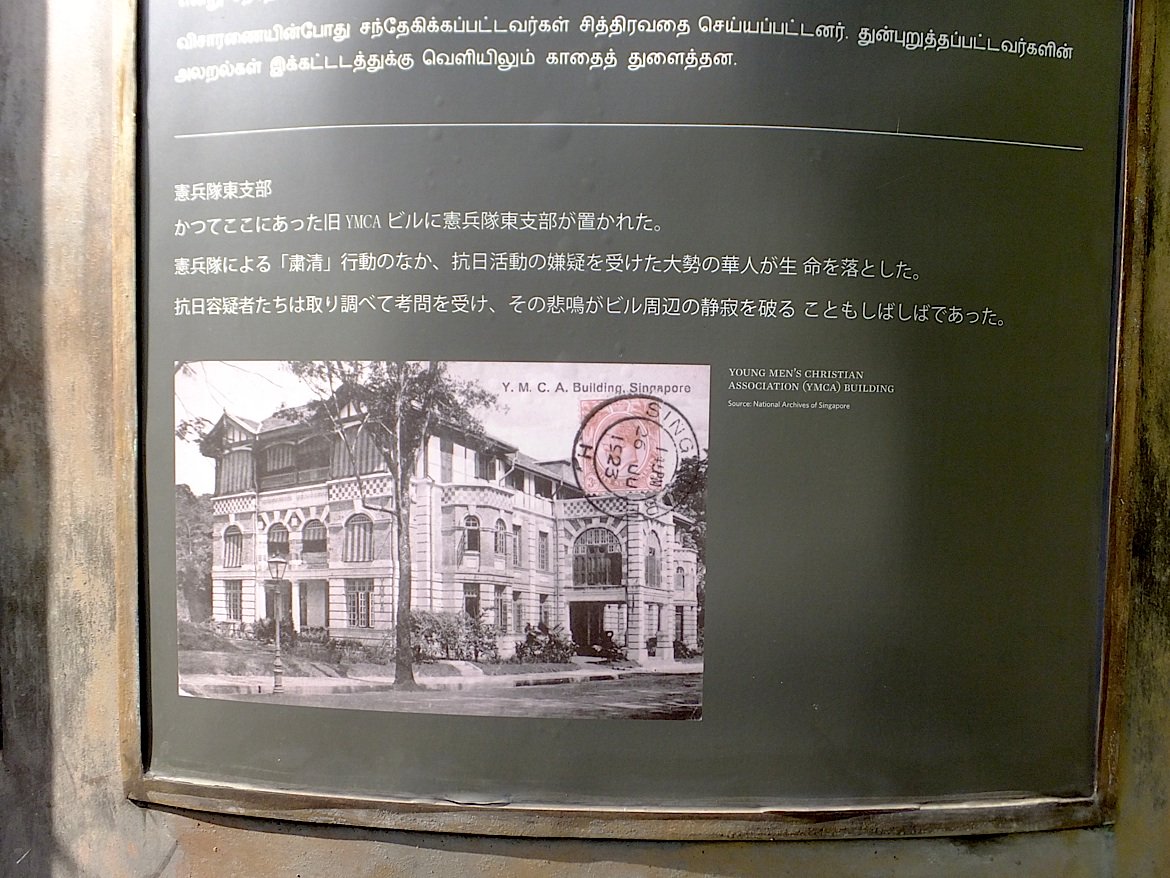 விசாரணையின்போது சந்தேகிக்கப்பட்டவர்கள் சித்திரவதை செய்யப்பட்டனர். துன்புறுத்தப்பட்டவர்களின்
அலறல்கள் இக்கட்டடத்துக்கு வெளியிலும் காதைத் துளைத்தன.
憲兵隊東支部
かつてここにあった旧 YMCA ビルに憲兵隊東支部が置かれた。
憲兵隊による「粛清」行動のなか、抗日活動の嫌疑を受けた大勢の華人が生 命を落とした。
抗日容疑者たちは取り調べて考問を受け、その悲鳴がビル周辺の静寂を破る こともしばしばであった。
Y. M. C. A. Building, Singapore
SING
1923
YOUNG MEN'S CHRISTIAN
ASSOCIATION (YMCA) BUILDING
Source: National Archives of Singapore